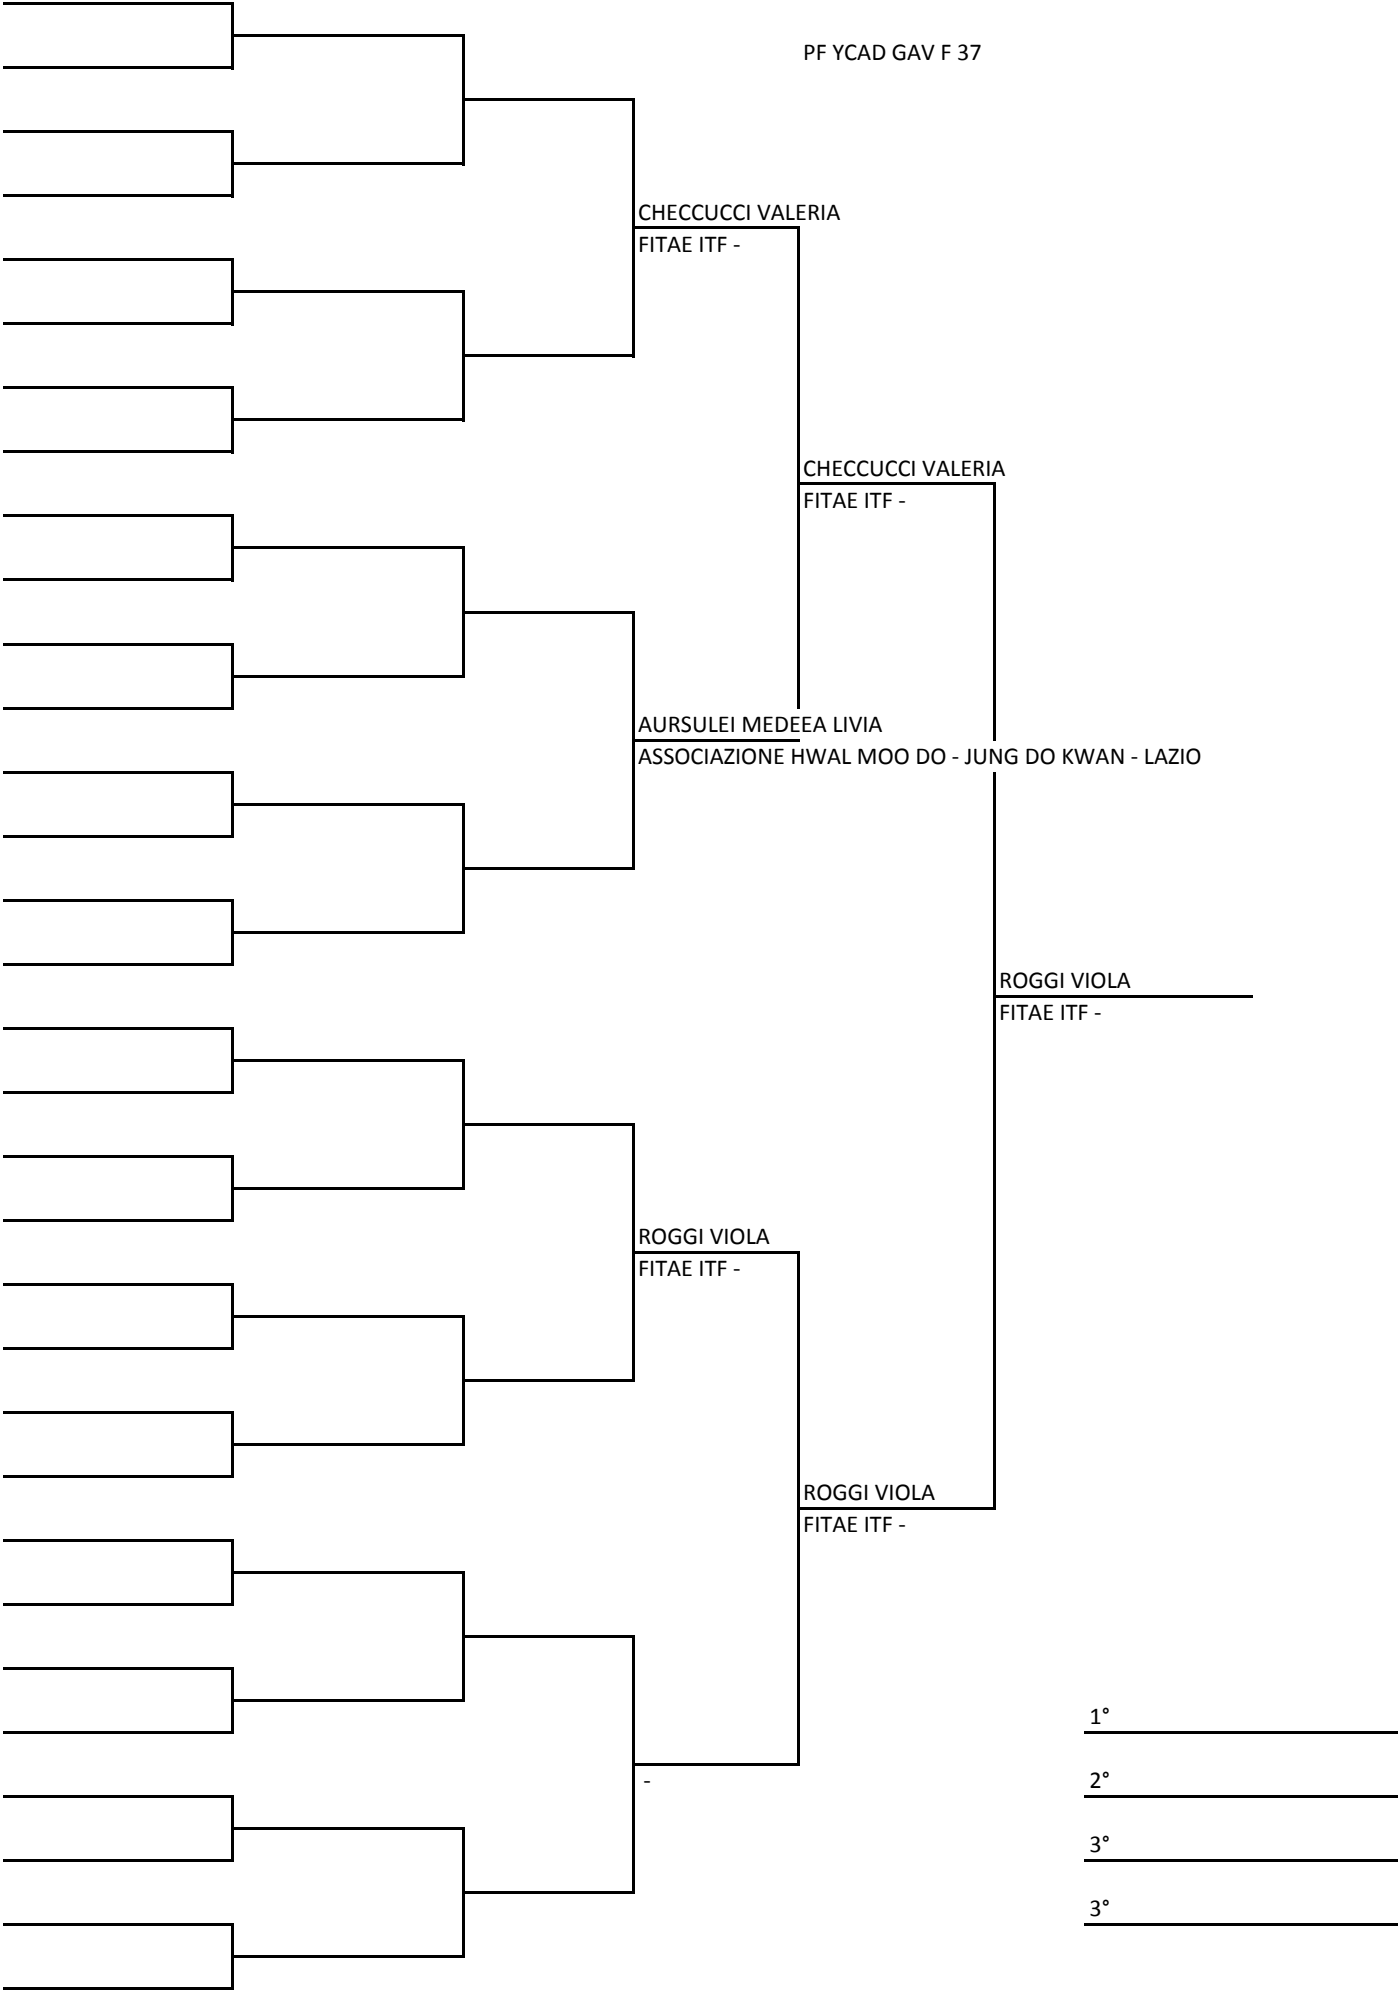 PF YCAD GAV F 37
CHECCUCCI VALERIA
FITAE ITF -
CHECCUCCI VALERIA
FITAE ITF -
AURSULEI MEDEEA LIVIA
ASSOCIAZIONE HWAL MOO DO - JUNG DO KWAN - LAZIO
ROGGI VIOLA
FITAE ITF -
ROGGI VIOLA
FITAE ITF -
ROGGI VIOLA
FITAE ITF -
1°
-
2°
3°
3°